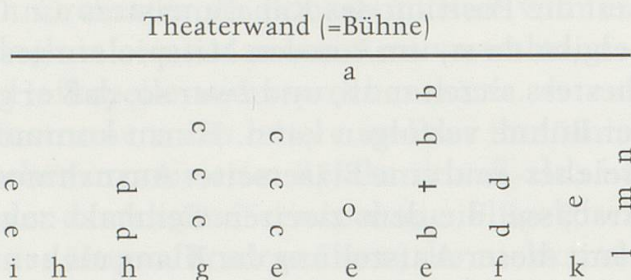 Theaterwand (=Bühne)
a
b
c c b
n
e d c c t d
e m
c o
e d c b d
h h g e e e f k